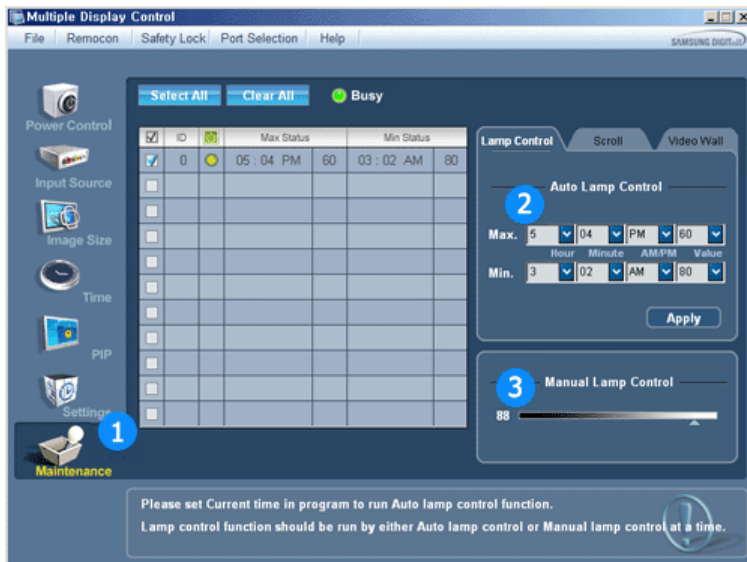 Multiple Display Control
File Remocon Safety Lock Port Selection Help
SAMSUNG DIGITall
Select All Clear All Busy
Power Control
Input Source
Image Size
Time
PIP
Settings
1
Maintenance
ID Max Status Min Status
0 05 : 04 PM 60 03 : 02 AM 80
Lamp Control Scroll Video Wall
Auto Lamp Control
2
Max. 5 04 PM 60
Hour Minute AM/PM Value
Min. 3 02 AM 80
Apply
3 Manual Lamp Control
88
Please set Current time in program to run Auto lamp control function.
Lamp control function should be run by either Auto lamp control or Manual lamp control at a time.